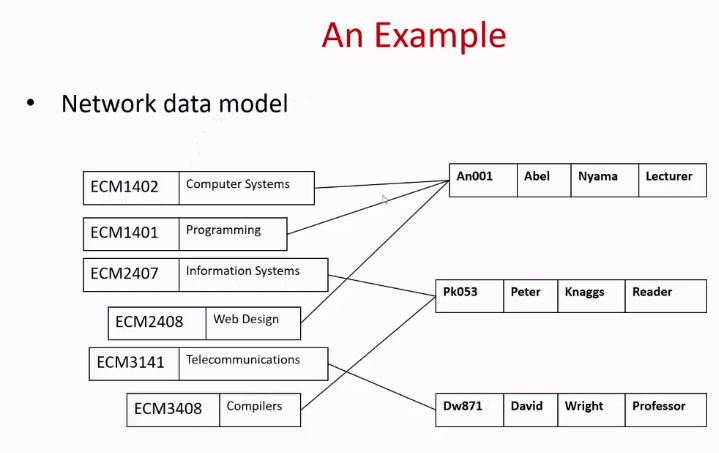 An Example
• Network data model
ECM1402 Computer Systems
ECM1401 Programming
ECM2407 Information Systems
ECM2408 Web Design
ECM3141 Telecommunications
ECM3408 Compilers
An001 Abel Nyama Lecturer
Pk053 Peter Knaggs Reader
Dw871 David Wright Professor